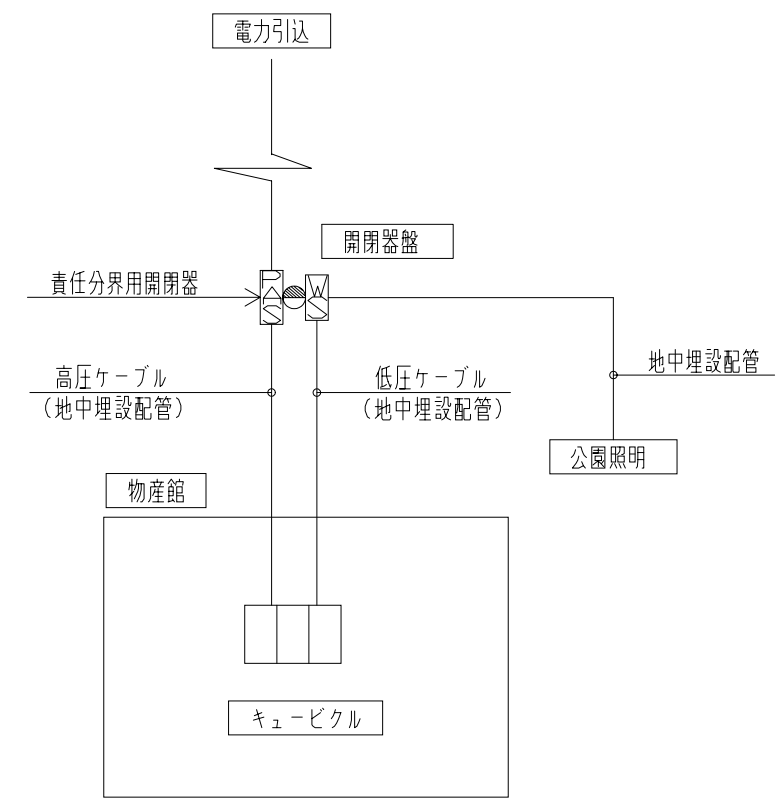 電力引込
開閉器盤
責任分界用開閉器
PAS
WS
地中埋設配管
高圧ケーブル
(地中埋設配管)
低圧ケーブル
(地中埋設配管)
公園照明
物産館
キュービクル